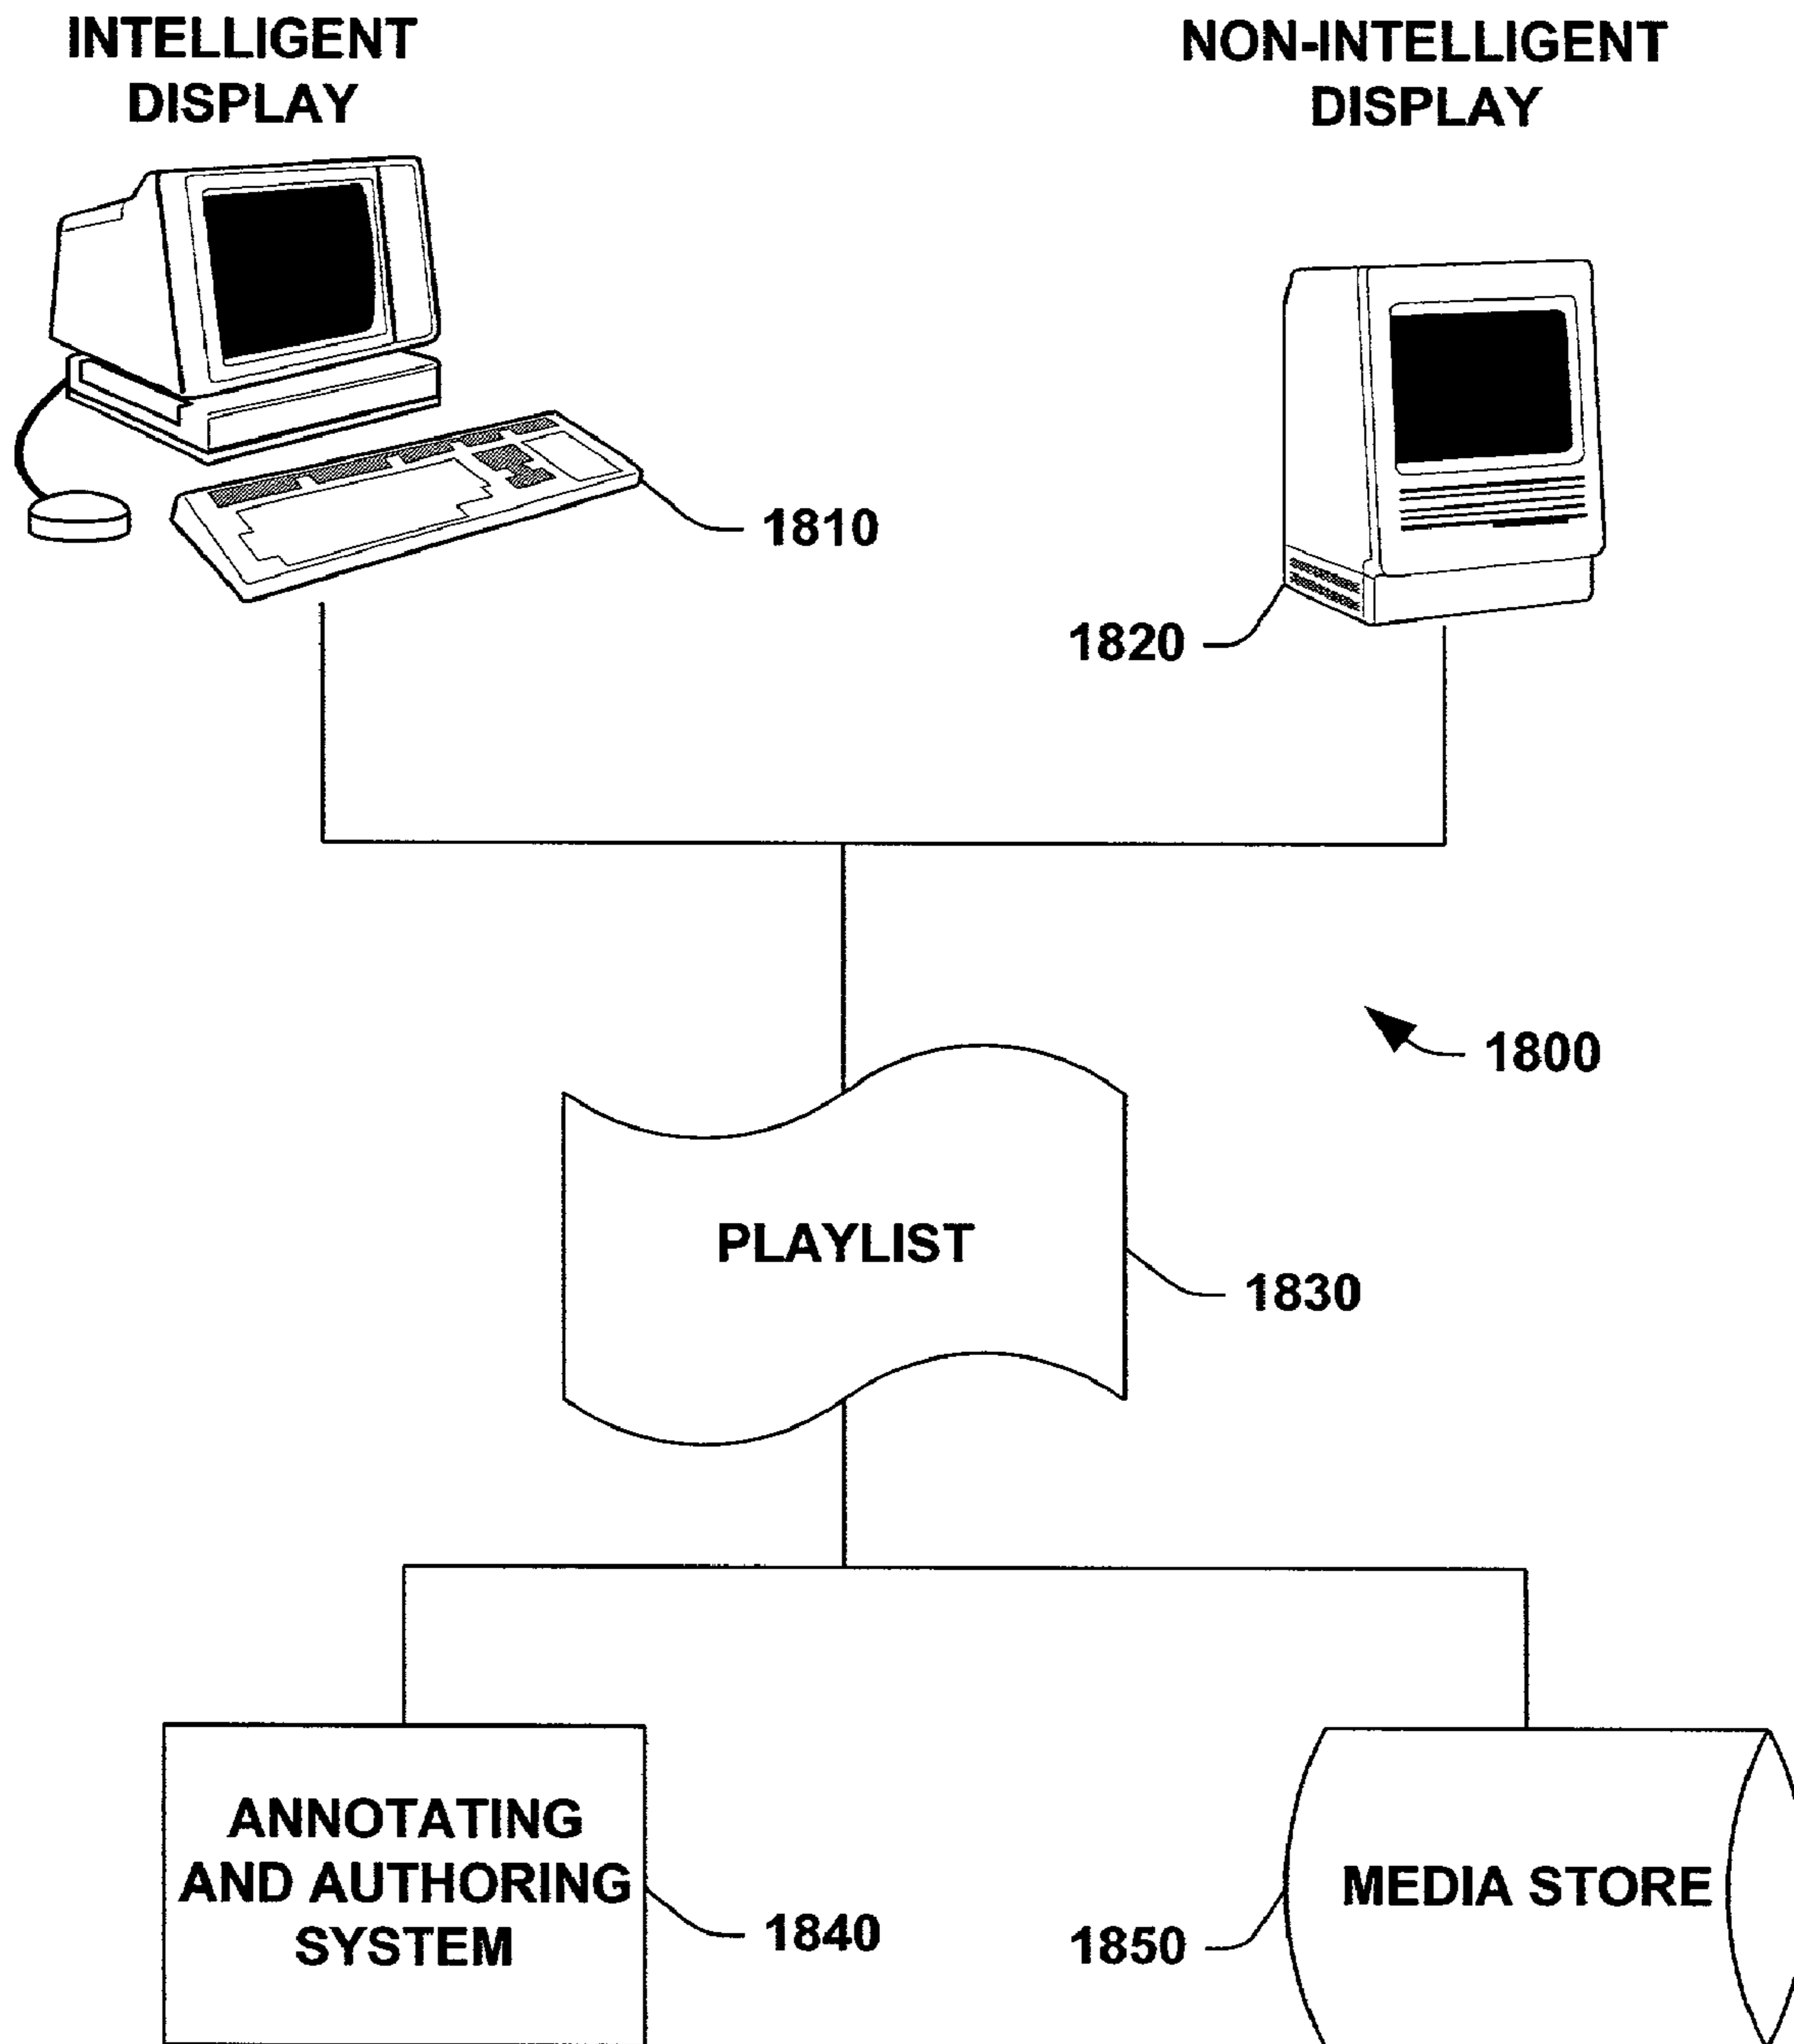 INTELLIGENT
DISPLAY
NON-INTELLIGENT
DISPLAY
1810
1820
1800
PLAYLIST
1830
ANNOTATING
AND AUTHORING
SYSTEM
1840
1850
MEDIA STORE